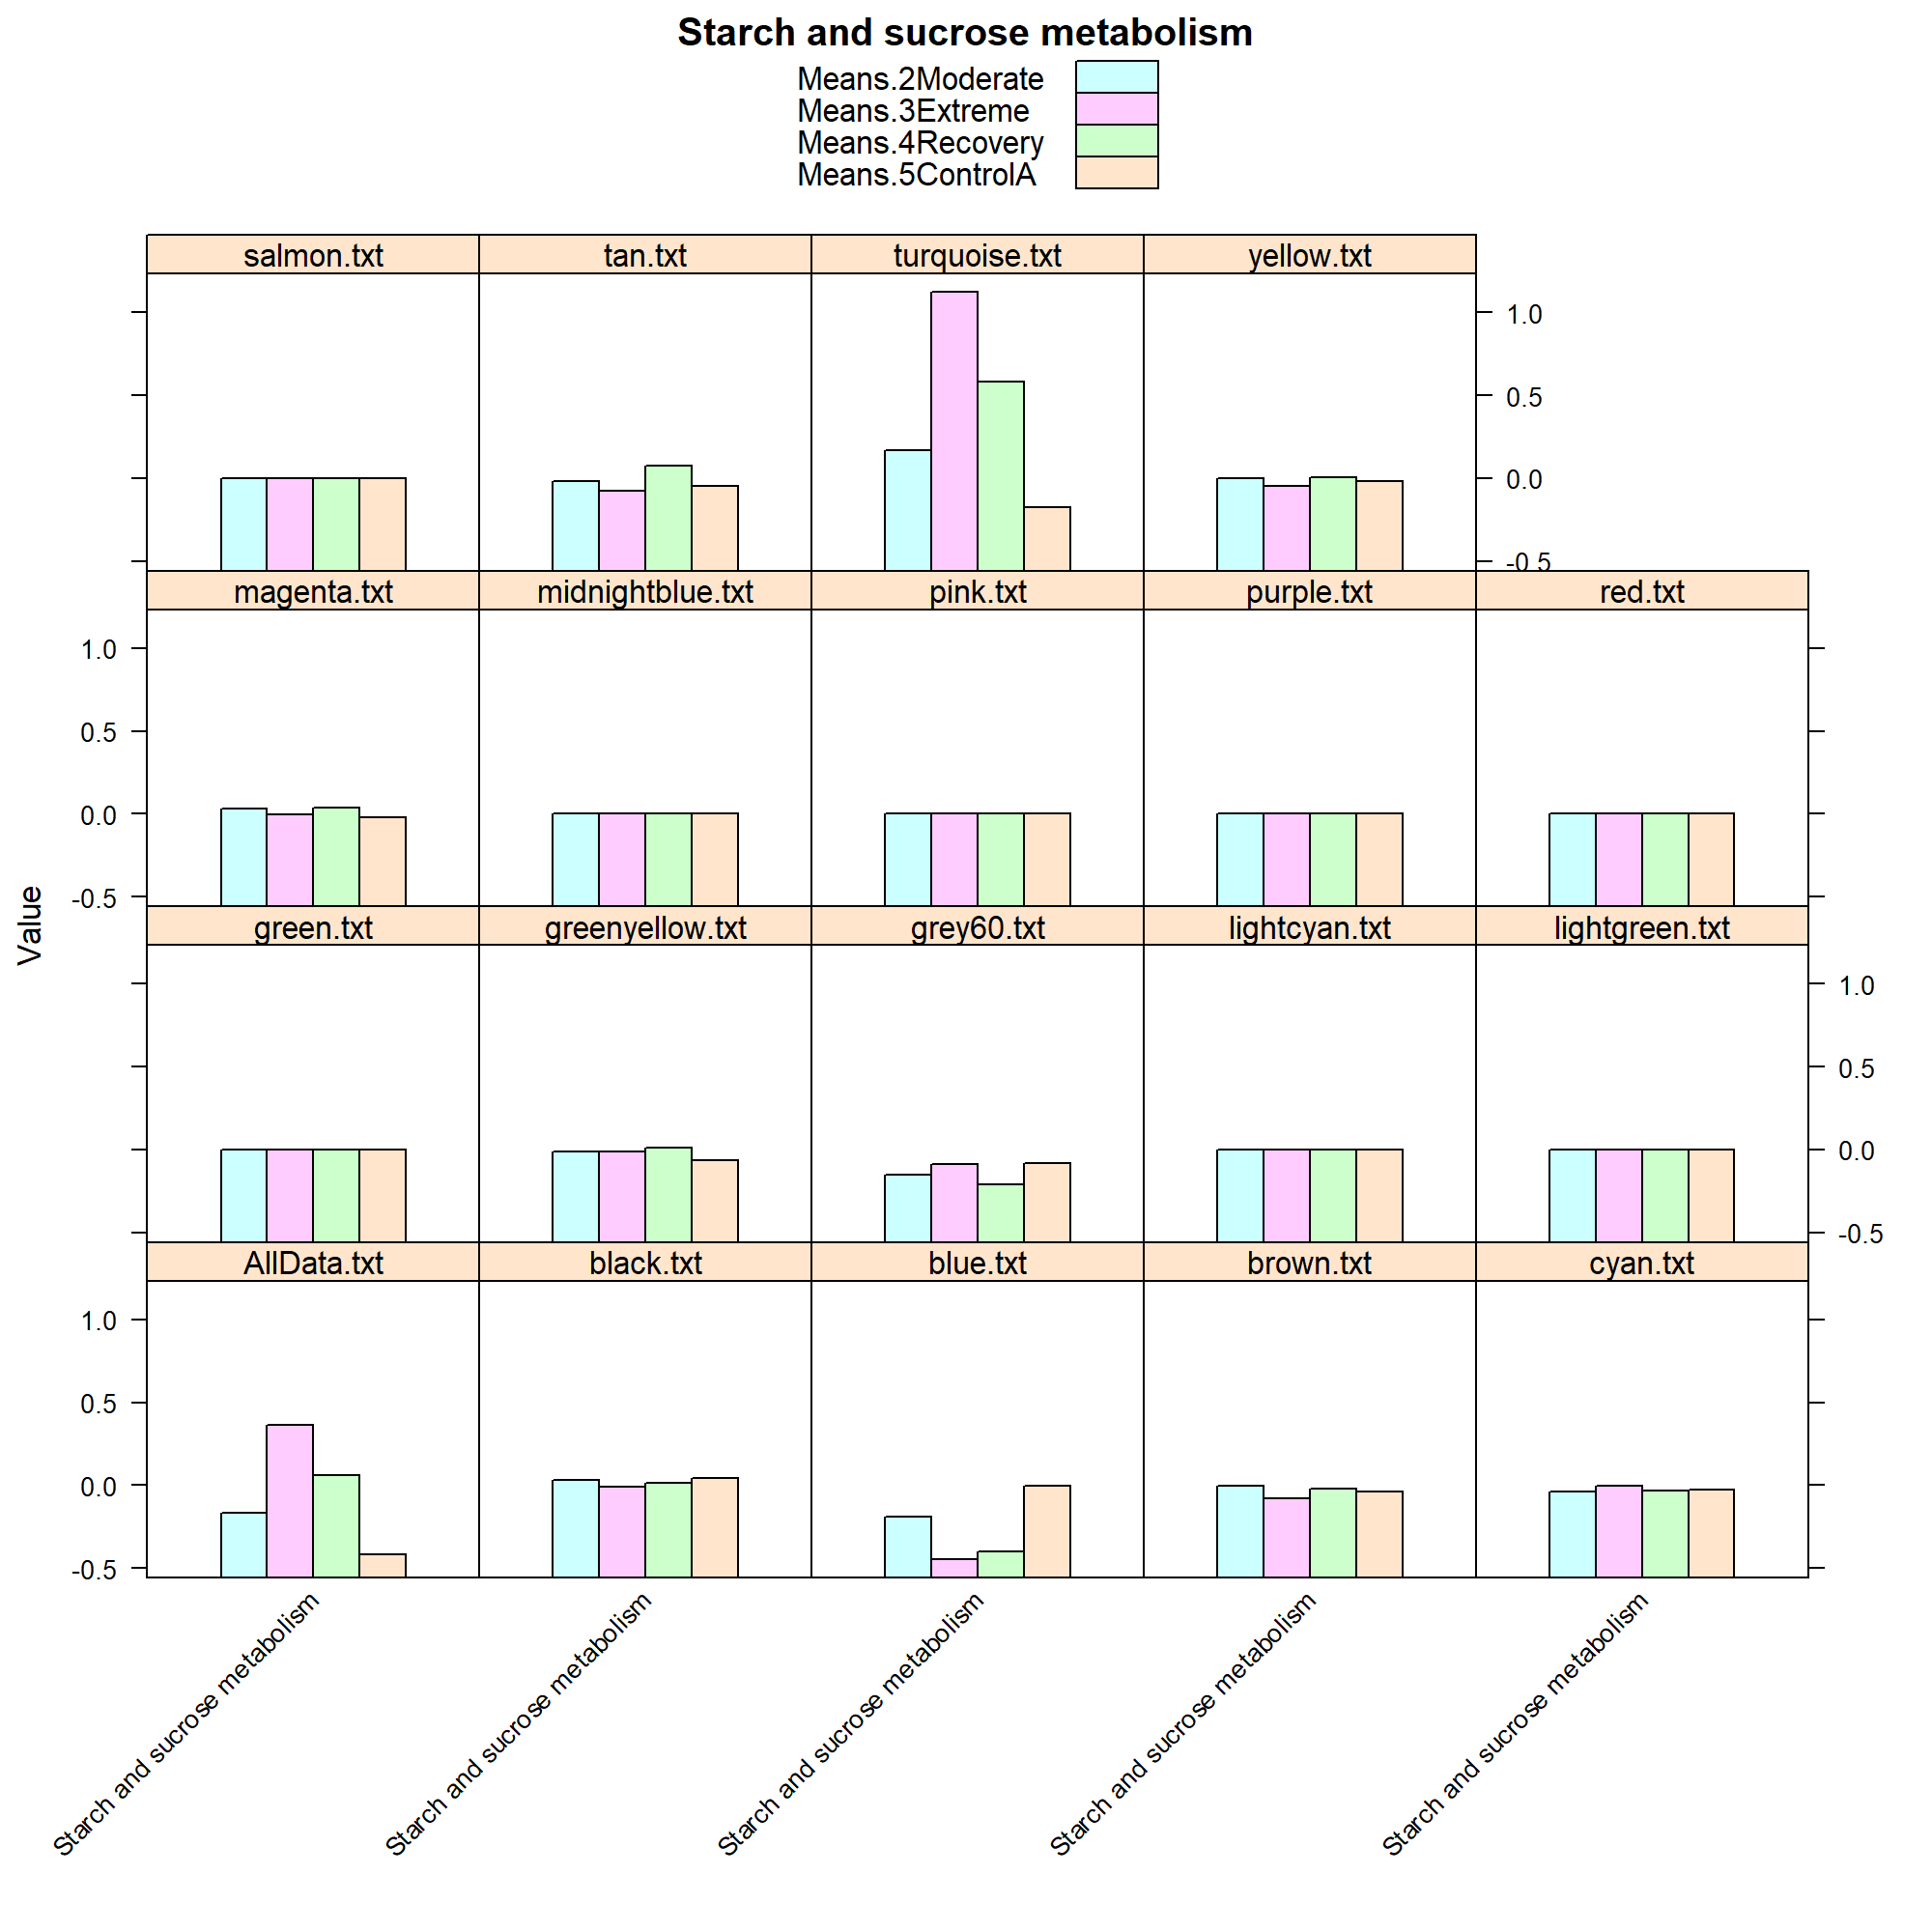 Starch and sucrose metabolism
Means.2Moderate
Means.3Extreme
Means.4Recovery
Means.5ControlA
salmon.txt tan.txt turquoise.txt yellow.txt
1.0
0.5
0.0
-0.5
magenta.txt midnightblue.txt pink.txt purple.txt red.txt
1.0
0.5
0.0
-0.5
Value
green.txt greenyellow.txt grey60.txt lightcyan.txt lightgreen.txt
1.0
0.5
0.0
-0.5
AllData.txt black.txt blue.txt brown.txt cyan.txt
1.0
0.5
0.0
-0.5
Starch and sucrose metabolism
Starch and sucrose metabolism
Starch and sucrose metabolism
Starch and sucrose metabolism
Starch and sucrose metabolism